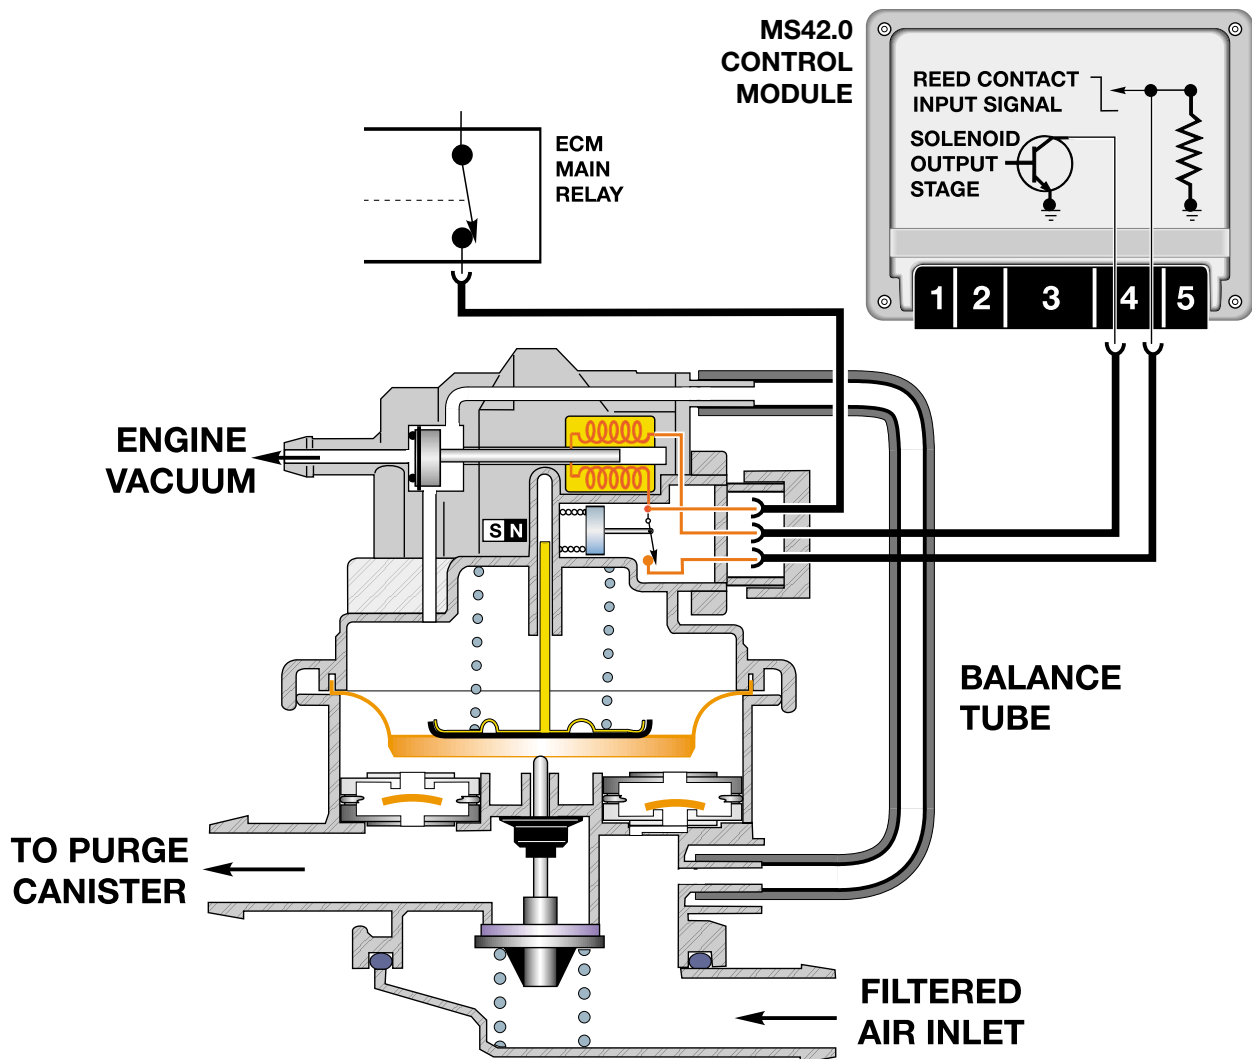 MS42.0
CONTROL
MODULE
REED CONTACT
INPUT SIGNAL
SOLENOID
OUTPUT
STAGE
1 2 3 4 5
ECM
MAIN
RELAY
ENGINE
VACUUM
S N
BALANCE
TUBE
TO PURGE
CANISTER
FILTERED
AIR INLET